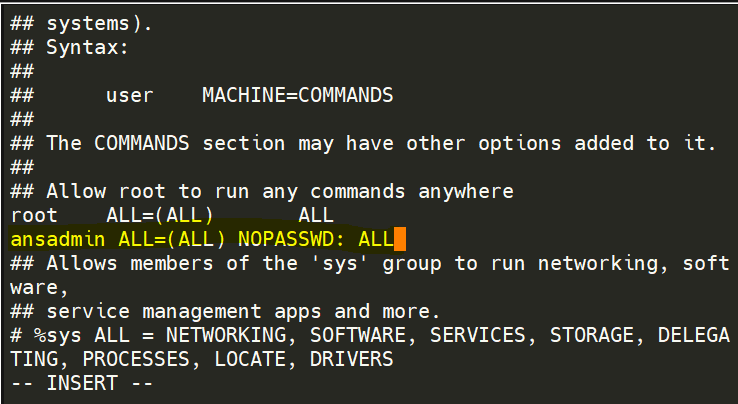 ## systems).
## Syntax:
##
##      user    MACHINE=COMMANDS
##
## The COMMANDS section may have other options added to it.
##
## Allow root to run any commands anywhere
root    ALL=(ALL)       ALL
ansadmin ALL=(ALL) NOPASSWD: ALL
## Allows members of the 'sys' group to run networking, soft
ware,
## service management apps and more.
# %sys ALL = NETWORKING, SOFTWARE, SERVICES, STORAGE, DELEGA
TING, PROCESSES, LOCATE, DRIVERS
-- INSERT --